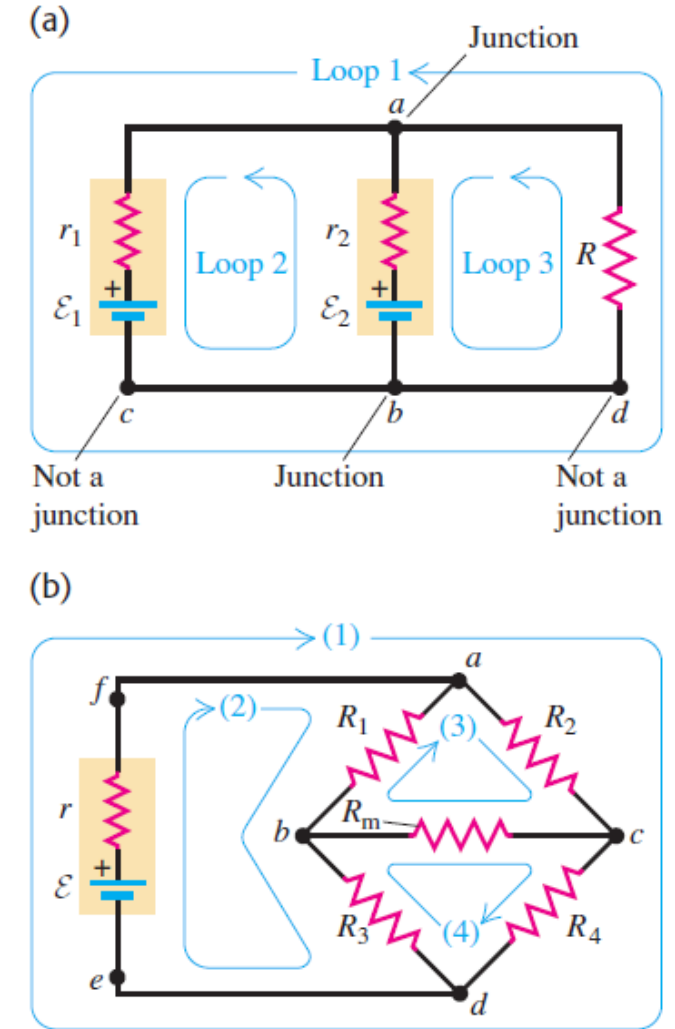 (a)
Junction
Loop 1
a
r₁
Loop 2
r₂
Loop 3
R
+
ℰ₁
+
ℰ₂
c
b
d
Not a
junction
Junction
Not a
junction
(b)
(1)
a
f
(2)
R₁
(3)
R₂
r
Rₘ
b
c
+
ℰ
R₃
(4)
R₄
e
d